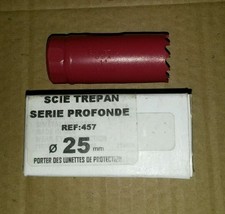 SCIE TREPAN
SERIE PROFONDE
REF:457
Ø 25 mm
PORTER DES LUNETTES DE PROTECTION